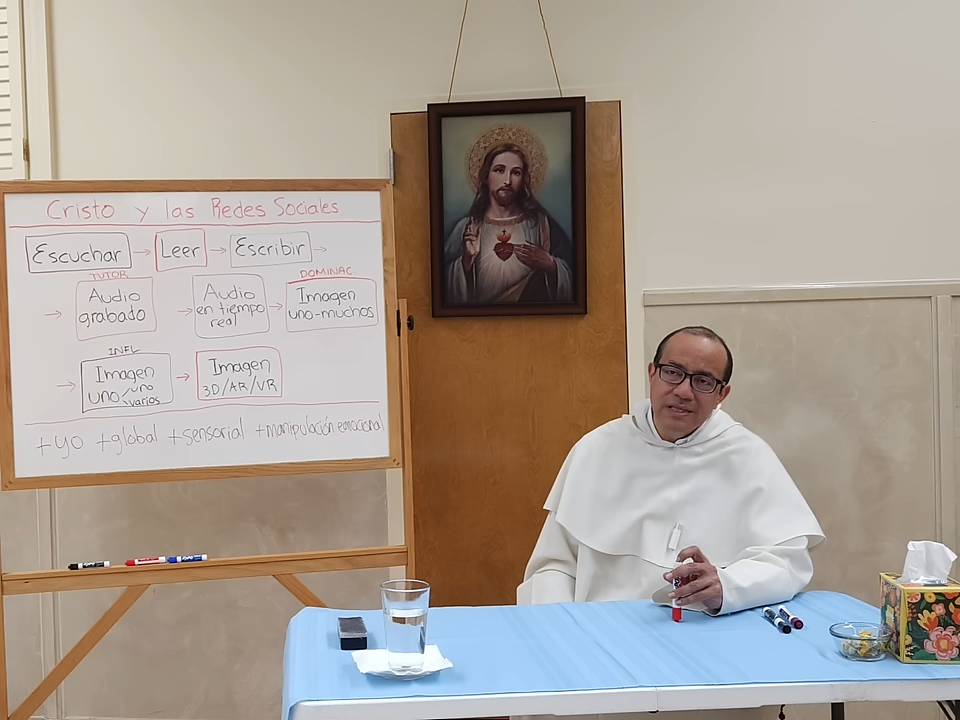 Cristo y las Redes Sociales
Escuchar → Leer → Escribir →
TUTOR DOMINAC
→ Audio grabado → Audio en tiempo real → Imagen uno-muchos
INFL
→ Imagen uno/uno varios → Imagen 3D/AR/VR
+yo +global +sensorial +manipulación emocional